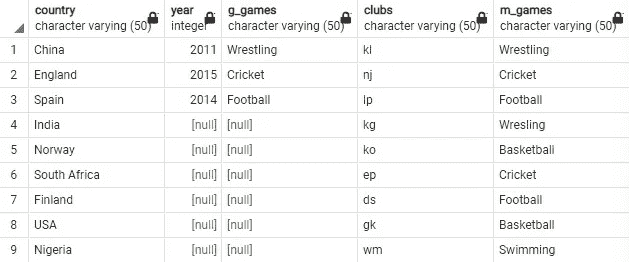 country year g_games clubs m_games
character varying (50) integer character varying (50) character varying (50) character varying (50)
1 China 2011 Wrestling kl Wrestling
2 England 2015 Cricket nj Cricket
3 Spain 2014 Football lp Football
4 India [null] [null] kg Wresling
5 Norway [null] [null] ko Basketball
6 South Africa [null] [null] ep Cricket
7 Finland [null] [null] ds Football
8 USA [null] [null] gk Basketball
9 Nigeria [null] [null] wm Swimming